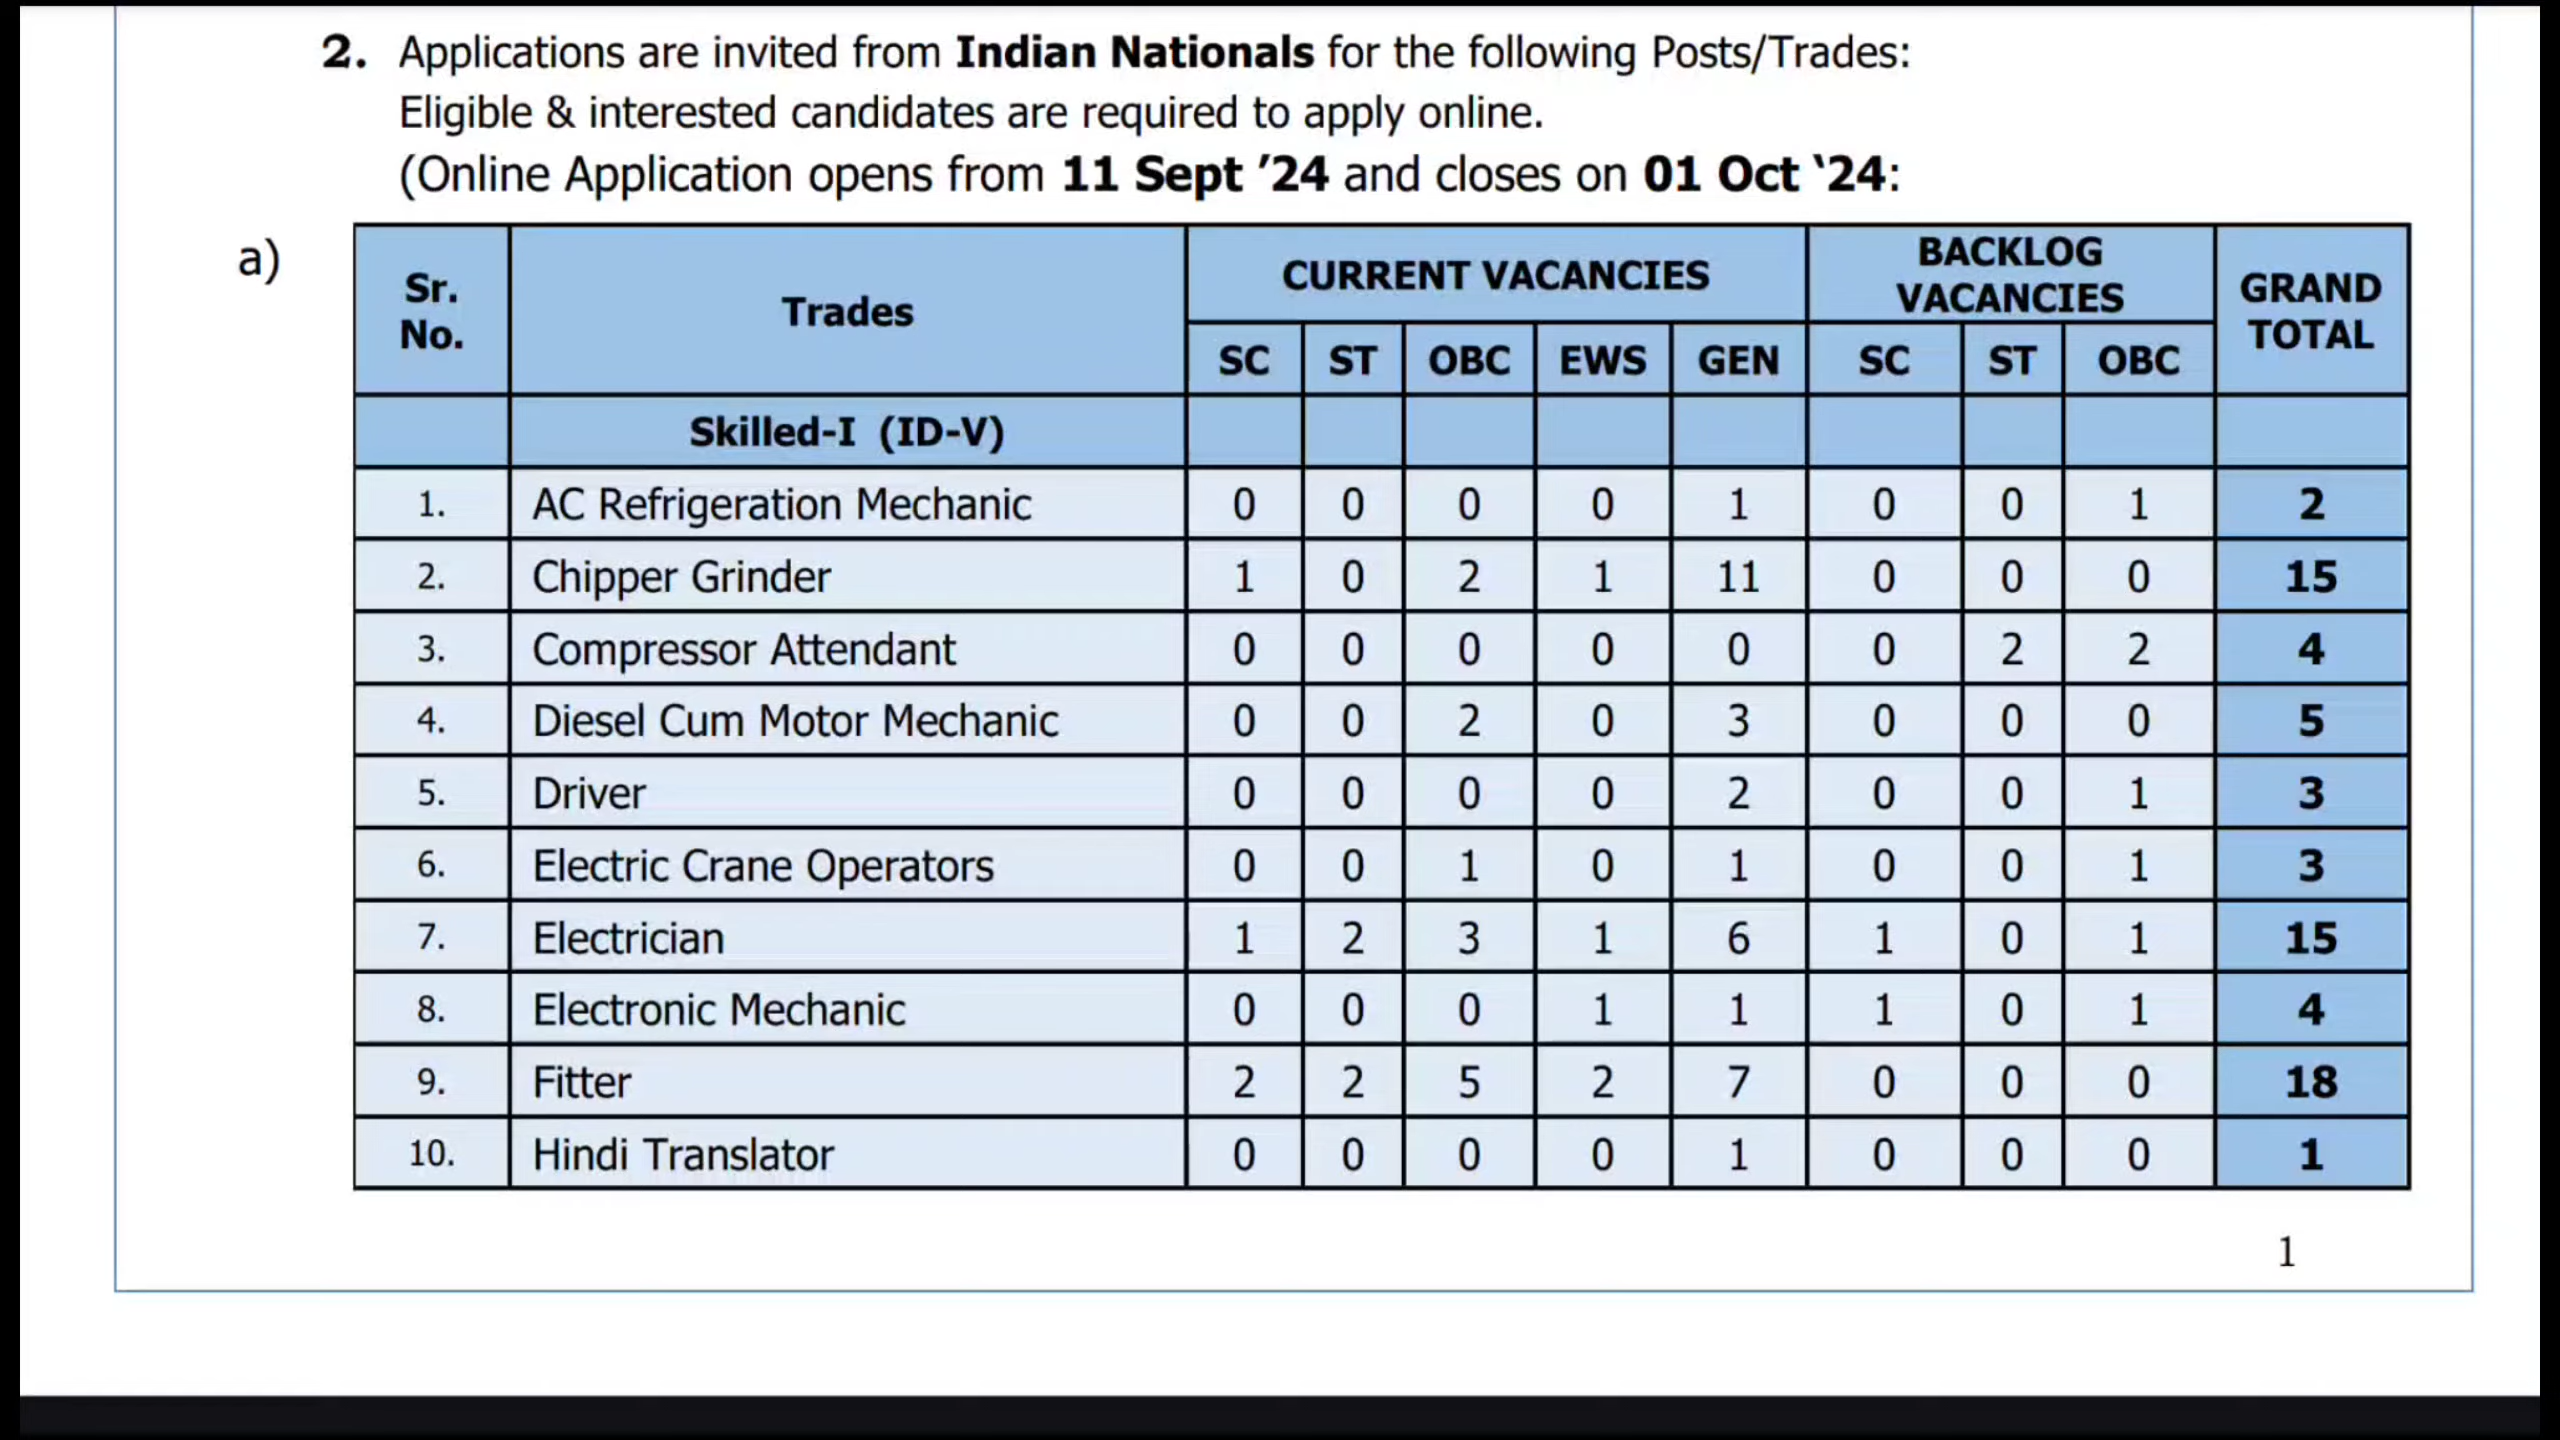 2. Applications are invited from Indian Nationals for the following Posts/Trades:
Eligible & interested candidates are required to apply online.
(Online Application opens from 11 Sept ’24 and closes on 01 Oct ‘24:
a)
Sr. No. Trades CURRENT VACANCIES BACKLOG VACANCIES GRAND TOTAL
SC ST OBC EWS GEN SC ST OBC
Skilled-I (ID-V)
1. AC Refrigeration Mechanic 0 0 0 0 1 0 0 1 2
2. Chipper Grinder 1 0 2 1 11 0 0 0 15
3. Compressor Attendant 0 0 0 0 0 0 2 2 4
4. Diesel Cum Motor Mechanic 0 0 2 0 3 0 0 0 5
5. Driver 0 0 0 0 2 0 0 1 3
6. Electric Crane Operators 0 0 1 0 1 0 0 1 3
7. Electrician 1 2 3 1 6 1 0 1 15
8. Electronic Mechanic 0 0 0 1 1 1 0 1 4
9. Fitter 2 2 5 2 7 0 0 0 18
10. Hindi Translator 0 0 0 0 1 0 0 0 1
1